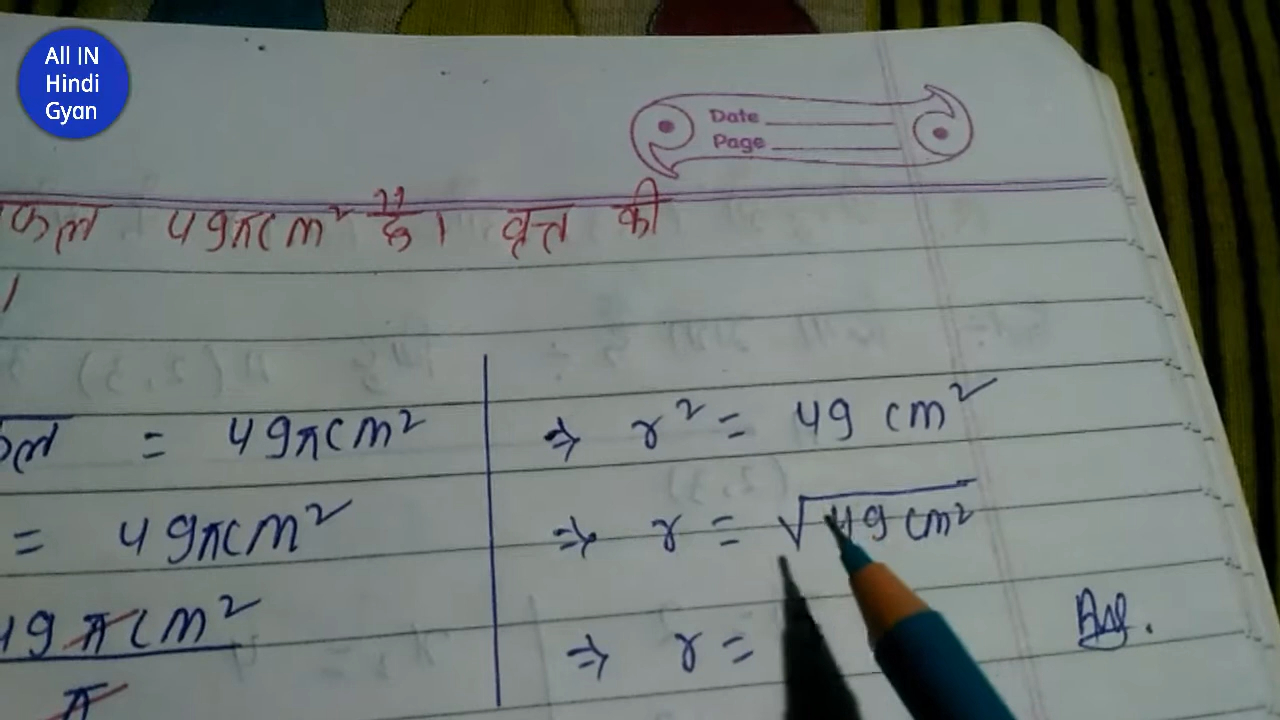 All IN
Hindi
Gyan
Date
Page
फल 49πcm² है। वृत्त की
।
फल = 49πcm²
= 49πcm²
49πcm²
π
⇒ r² = 49 cm²
⇒ r = √49 cm²
⇒ r =
Ans.